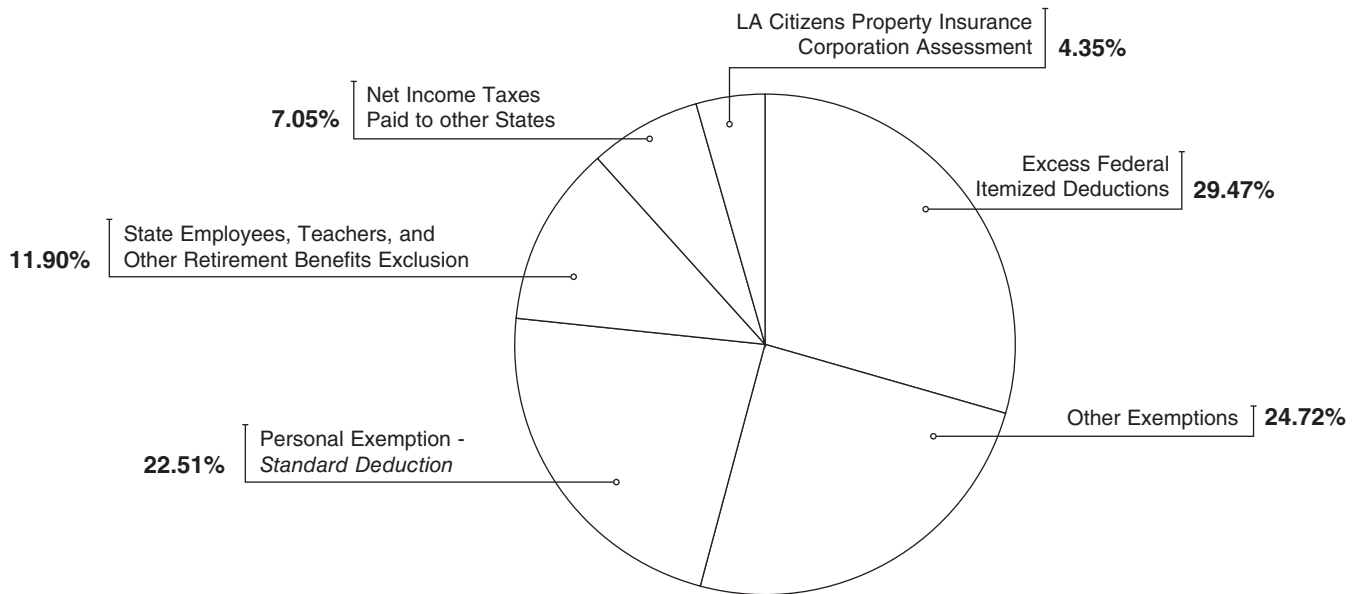 LA Citizens Property Insurance
Corporation Assessment
4.35%
Net Income Taxes
Paid to other States
7.05%
Excess Federal
Itemized Deductions
29.47%
State Employees, Teachers, and
Other Retirement Benefits Exclusion
11.90%
Other Exemptions
24.72%
Personal Exemption -
Standard Deduction
22.51%